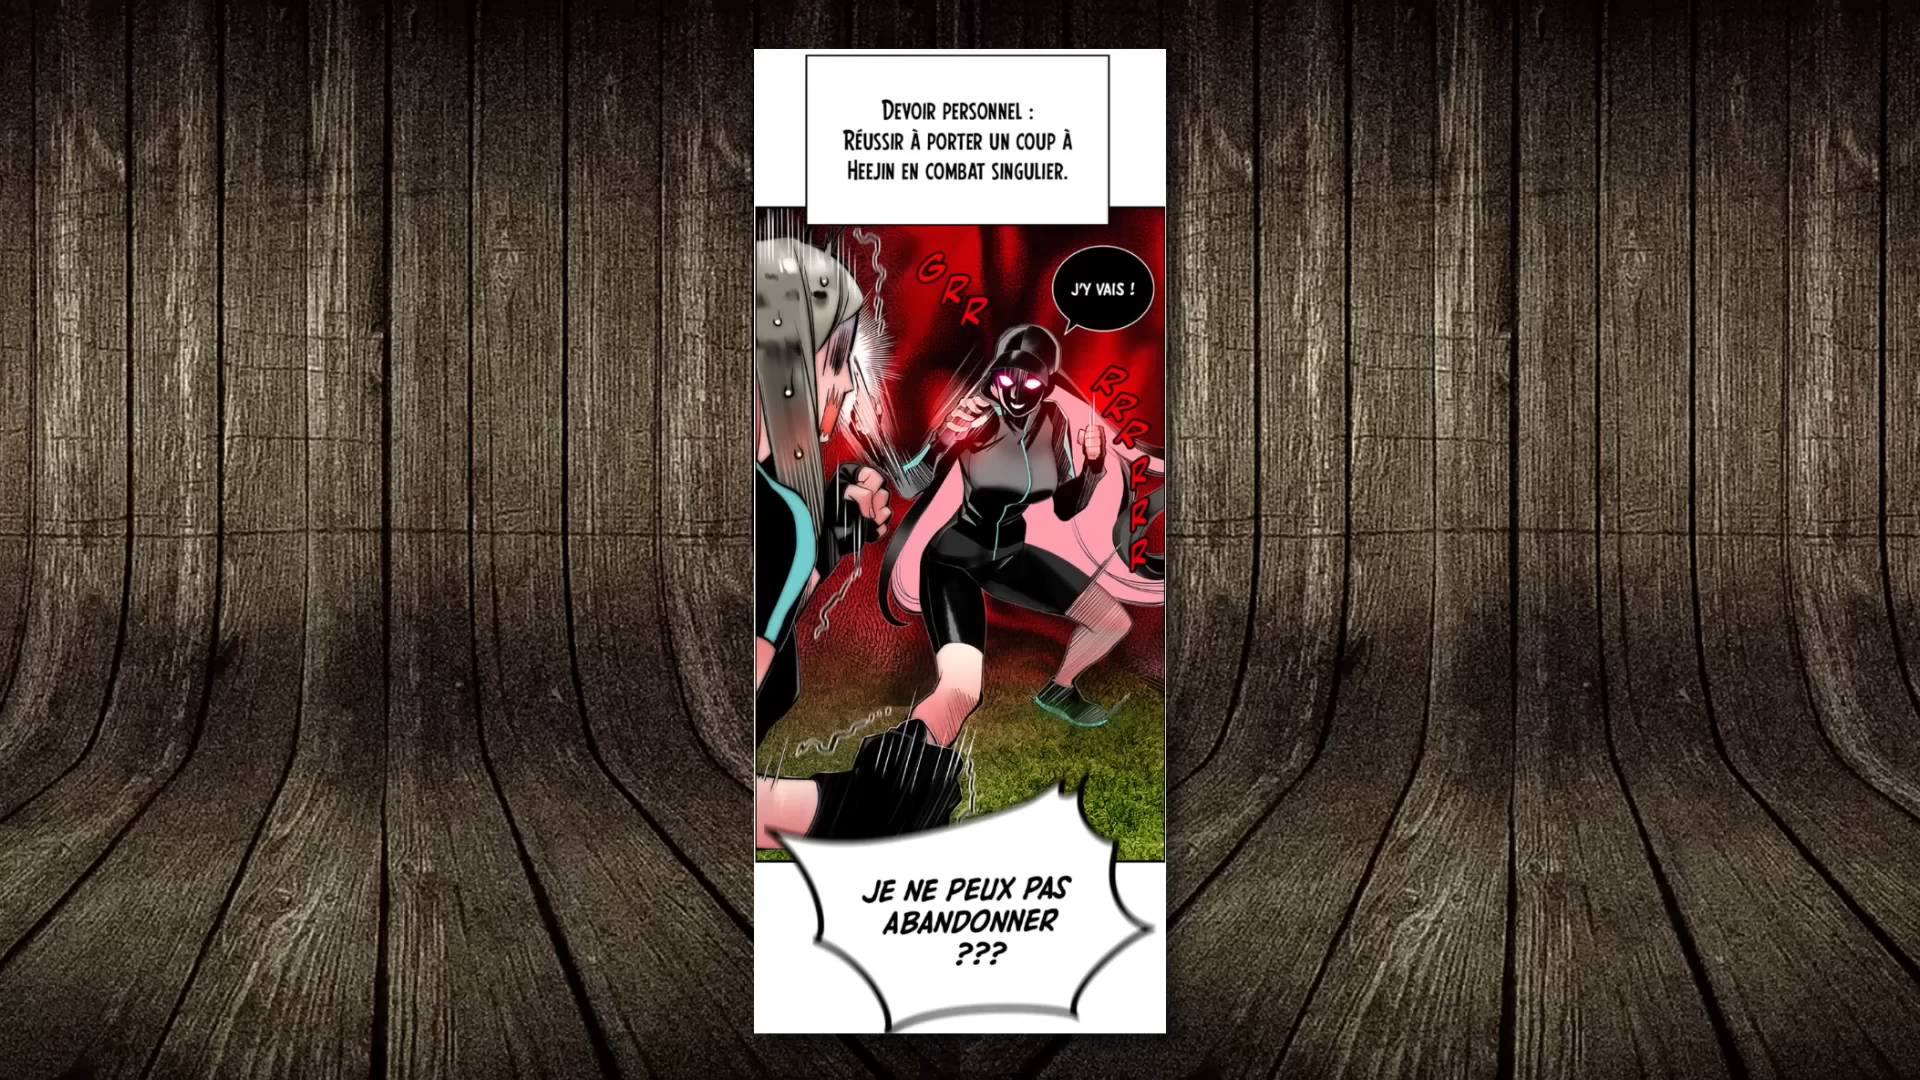 DEVOIR PERSONNEL :
RÉUSSIR À PORTER UN COUP À
HEEJIN EN COMBAT SINGULIER.
GRR
J'Y VAIS !
RRRRRR
JE NE PEUX PAS
ABANDONNER
???